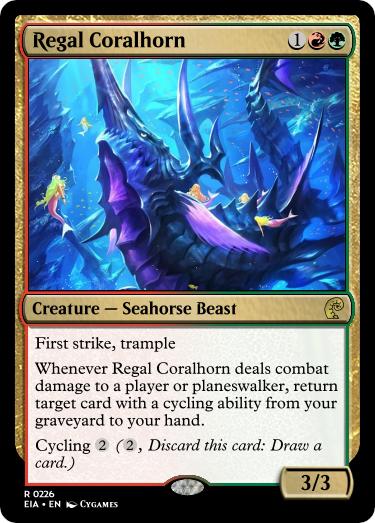 Regal Coralhorn 1
Creature — Seahorse Beast
First strike, trample
Whenever Regal Coralhorn deals combat
damage to a player or planeswalker, return
target card with a cycling ability from your
graveyard to your hand.
Cycling 2 (2, Discard this card: Draw a
card.)
3/3
R 0226
EIA • EN Cygames